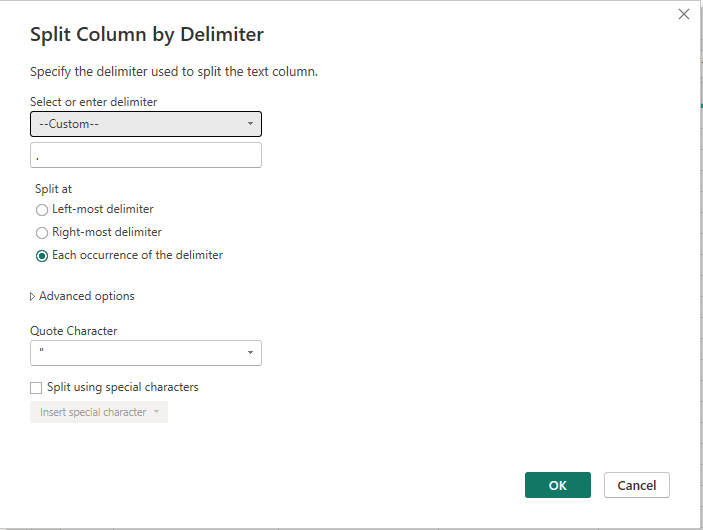 Split Column by Delimiter
Specify the delimiter used to split the text column.
Select or enter delimiter
--Custom--
.
Split at
Left-most delimiter
Right-most delimiter
Each occurrence of the delimiter
Advanced options
Quote Character
"
Split using special characters
Insert special character
OK
Cancel